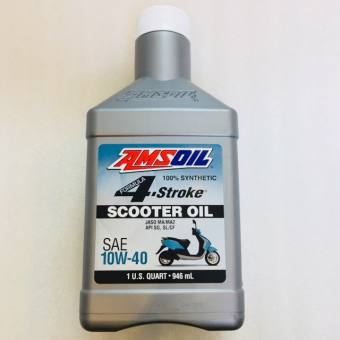 AMSOIL
AMSOIL
100% SYNTHETIC
FORMULA
4-Stroke®
SCOOTER OIL
JASO MA/MA2
API SG, SL/CF
SAE
10W-40
1 U.S. QUART • 946 mL